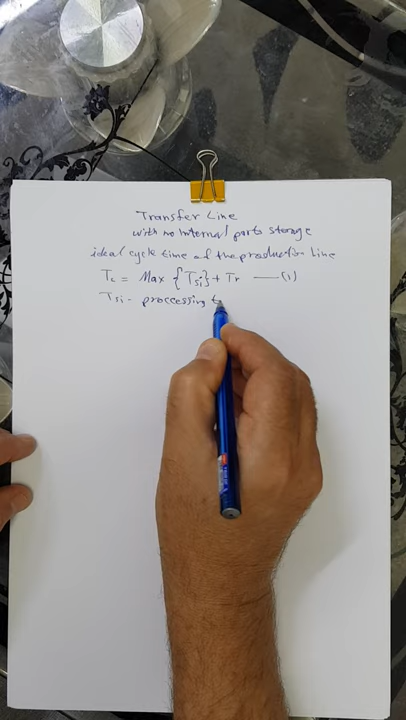 Transfer Line
with no internal parts storage
ideal cycle time of the production Line
Tc = Max {Tsi} + Tr —— (1)
Tsi - proccessing t